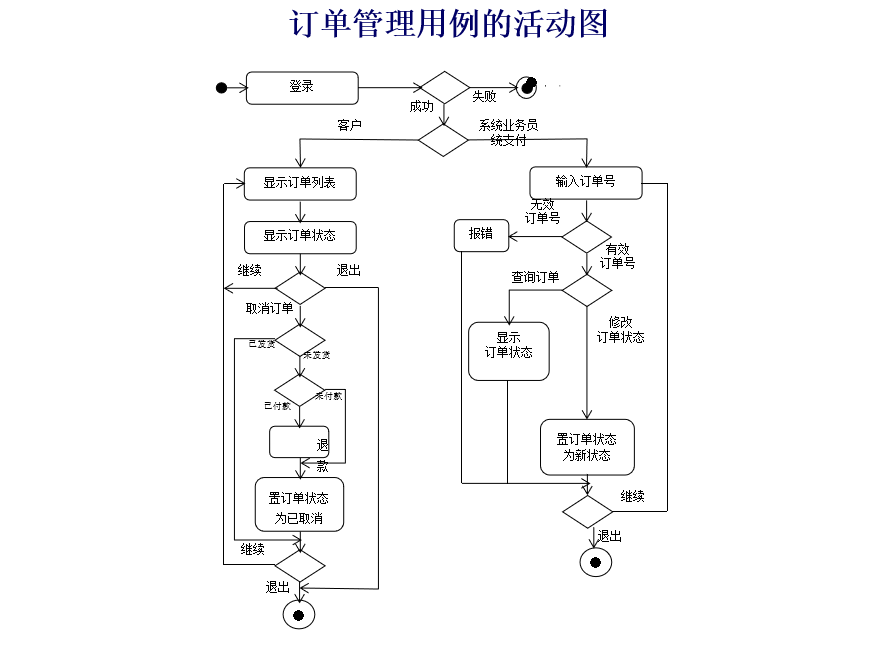 订单管理用例的活动图
登录
失败
成功
客户
系统业务员
统支付
显示订单列表
输入订单号
无效
订单号
显示订单状态
报错
有效
订单号
继续
退出
查询订单
取消订单
修改
订单状态
显示
订单状态
已发货
未发货
未付款
已付款
退
款
置订单状态
为新状态
置订单状态
为已取消
继续
继续
退出
退出